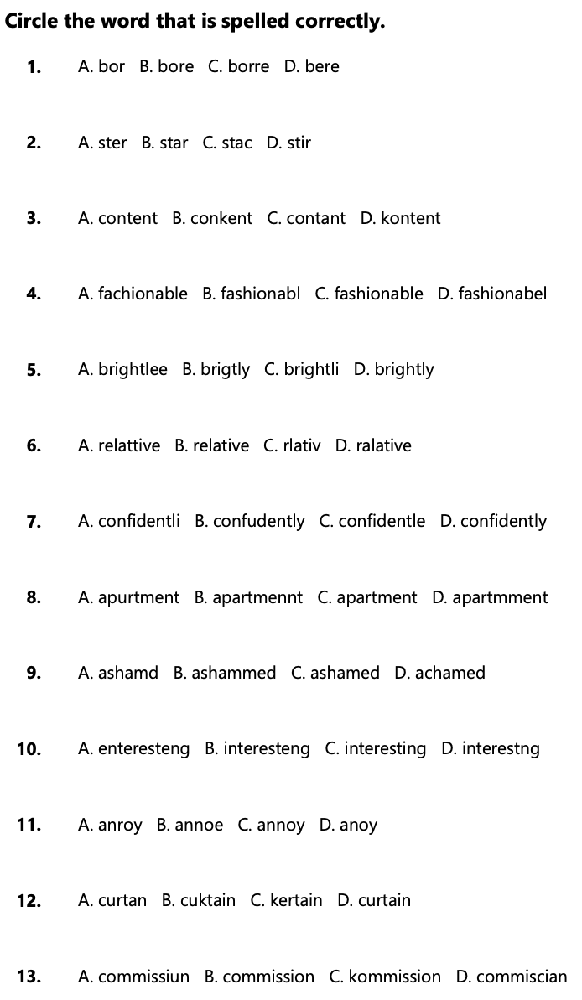 Circle the word that is spelled correctly.
1. A. bor B. bore C. borre D. bere
2. A. ster B. star C. stac D. stir
3. A. content B. conkent C. contant D. kontent
4. A. fachionable B. fashionabl C. fashionable D. fashionabel
5. A. brightlee B. brigtly C. brightli D. brightly
6. A. relattive B. relative C. rlativ D. ralative
7. A. confidentli B. confudently C. confidentle D. confidently
8. A. apurtment B. apartmennt C. apartment D. apartmment
9. A. ashamd B. ashammed C. ashamed D. achamed
10. A. enteresteng B. interesteng C. interesting D. interestng
11. A. anroy B. annoe C. annoy D. anoy
12. A. curtan B. cuktain C. kertain D. curtain
13. A. commissiun B. commission C. kommission D. commiscian